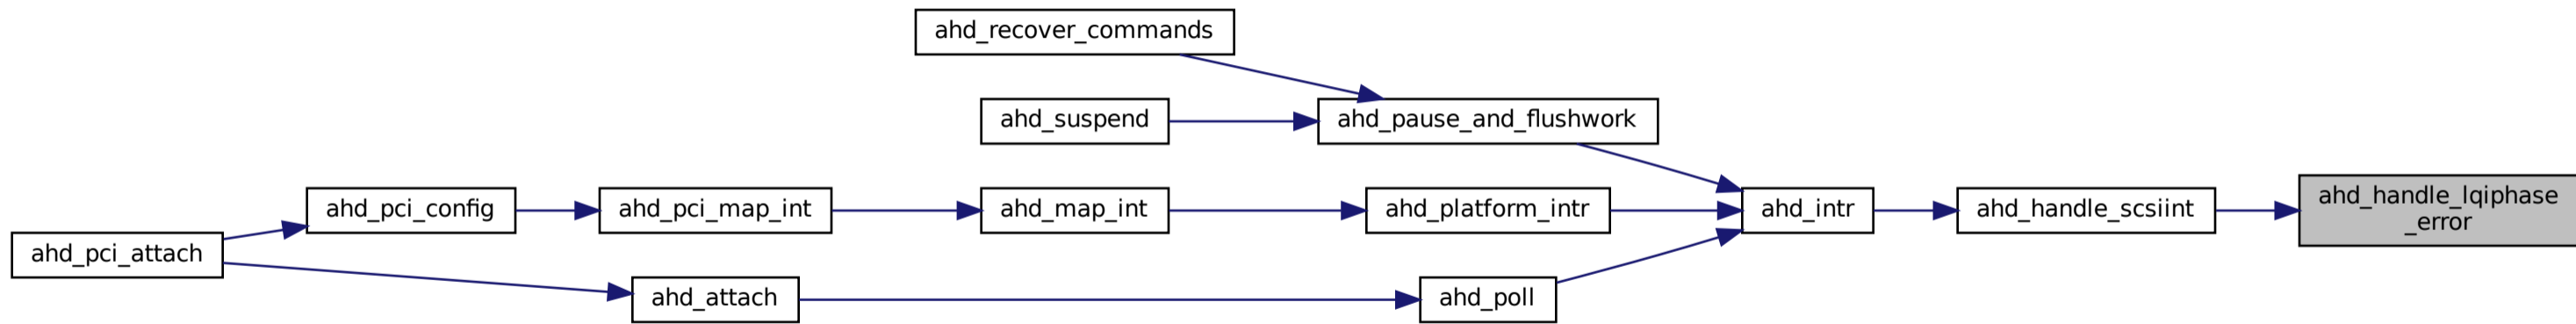 ahd_recover_commands
ahd_suspend
ahd_pause_and_flushwork
ahd_pci_attach
ahd_pci_config
ahd_pci_map_int
ahd_map_int
ahd_platform_intr
ahd_intr
ahd_handle_scsiint
ahd_handle_lqiphase
_error
ahd_attach
ahd_poll